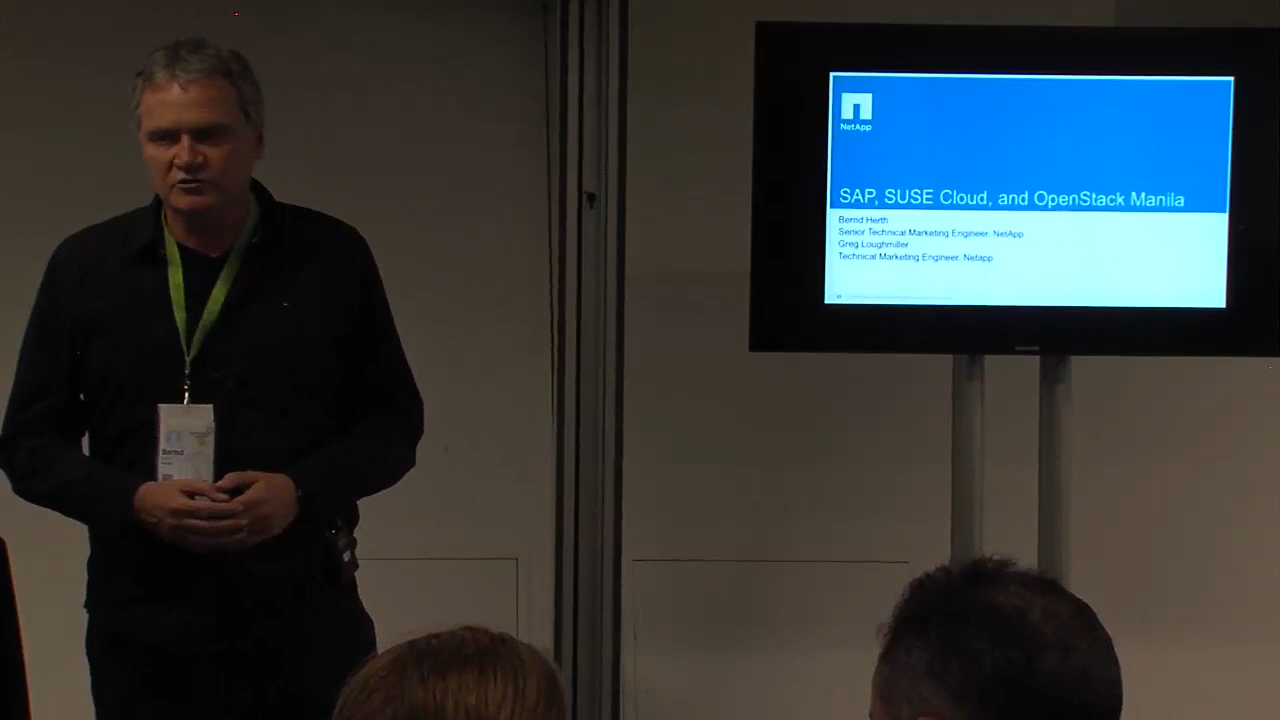 NetApp
SAP, SUSE Cloud, and OpenStack Manila
Bernd Herth
Senior Technical Marketing Engineer. NetApp
Greg Loughmiller
Technical Marketing Engineer. Netapp
Bernd